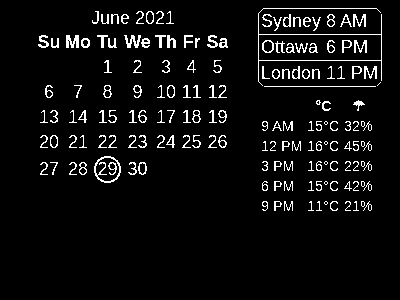 June 2021
Su Mo Tu We Th Fr Sa
1 2 3 4 5
6 7 8 9 10 11 12
13 14 15 16 17 18 19
20 21 22 23 24 25 26
27 28 29 30
Sydney 8 AM
Ottawa 6 PM
London 11 PM
°C ☂
9 AM 15°C 32%
12 PM 16°C 45%
3 PM 16°C 22%
6 PM 15°C 42%
9 PM 11°C 21%